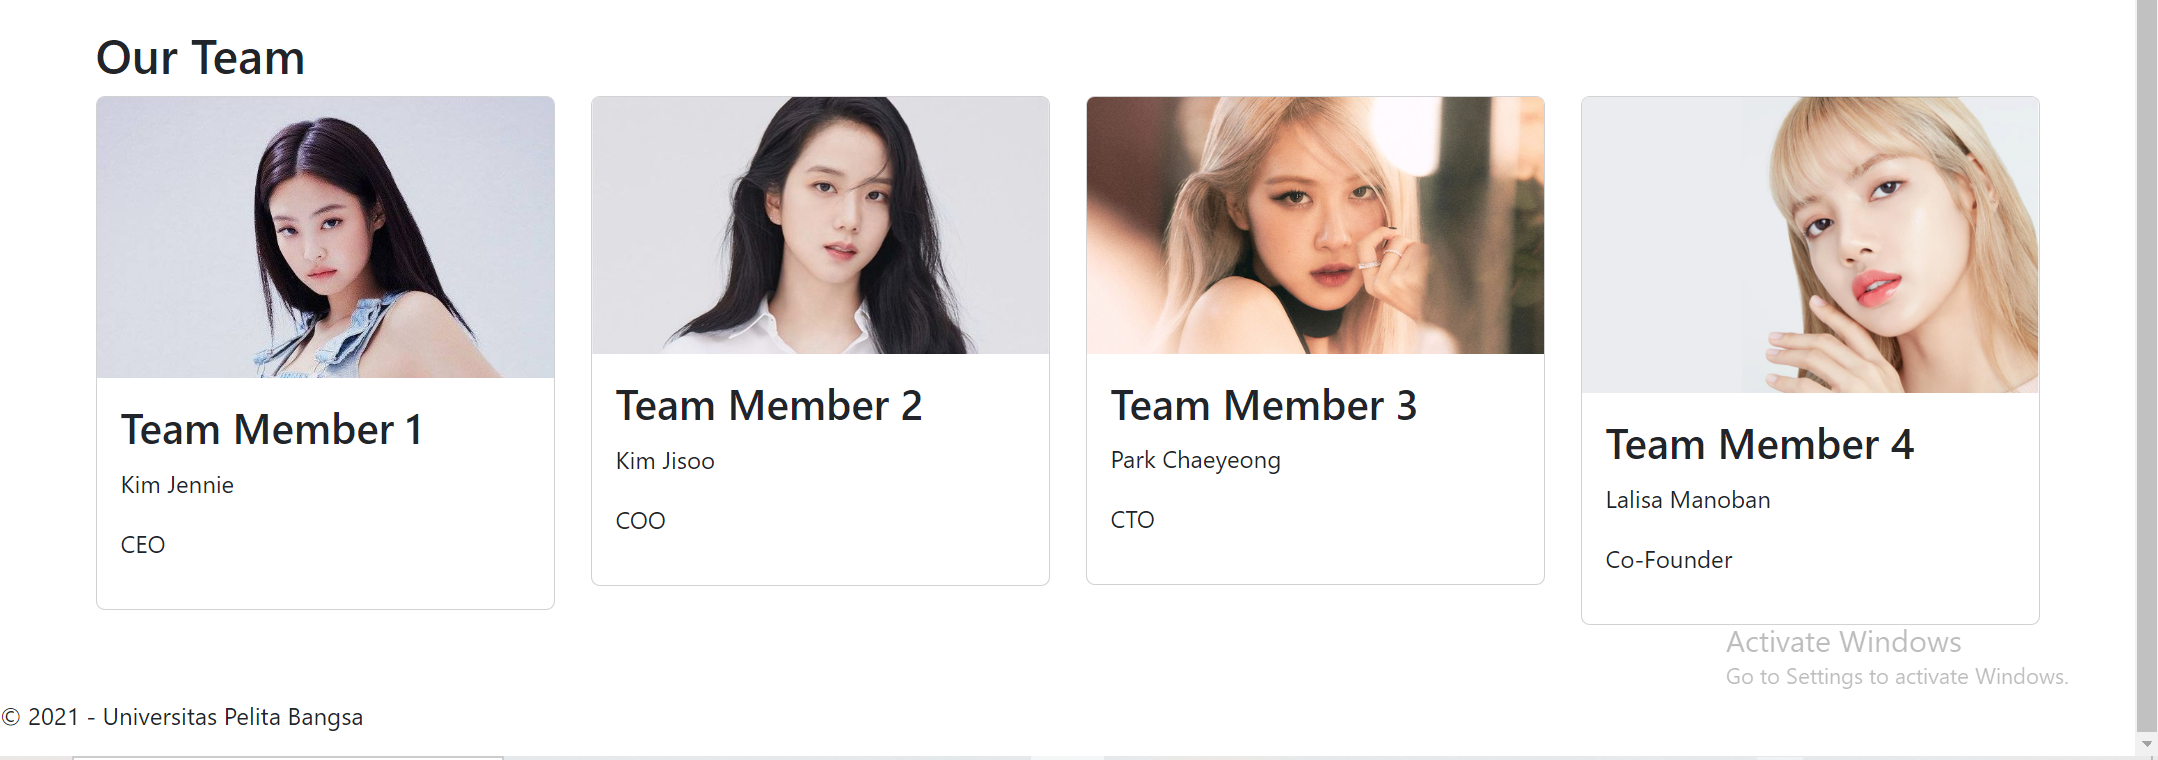 Our Team
Team Member 1
Kim Jennie
CEO
Team Member 2
Kim Jisoo
COO
Team Member 3
Park Chaeyeong
CTO
Team Member 4
Lalisa Manoban
Co-Founder
Activate Windows
Go to Settings to activate Windows.
© 2021 - Universitas Pelita Bangsa